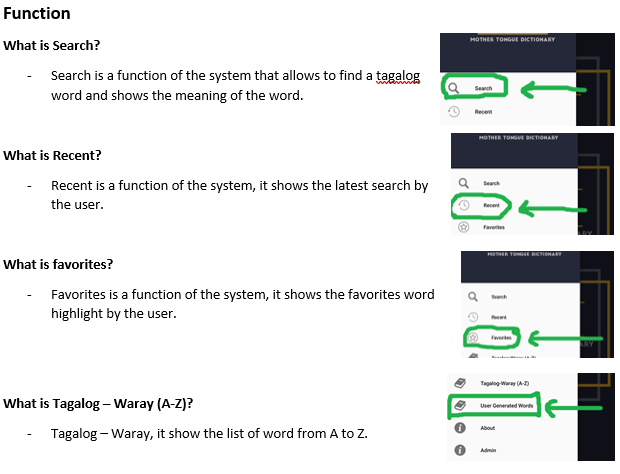 Function
What is Search?
- Search is a function of the system that allows to find a tagalog
word and shows the meaning of the word.
MOTHER TONGUE DICTIONARY
Search
Recent
What is Recent?
- Recent is a function of the system, it shows the latest search by
the user.
MOTHER TONGUE DICTIONARY
Search
Recent
Favorites
ARY
What is favorites?
- Favorites is a function of the system, it shows the favorites word
highlight by the user.
MOTHER TONGUE DICTIONARY
Search
Recent
Favorites
ARY
What is Tagalog – Waray (A-Z)?
- Tagalog – Waray, it show the list of word from A to Z.
Tagalog-Waray (A-Z)
User Generated Words
About
Admin